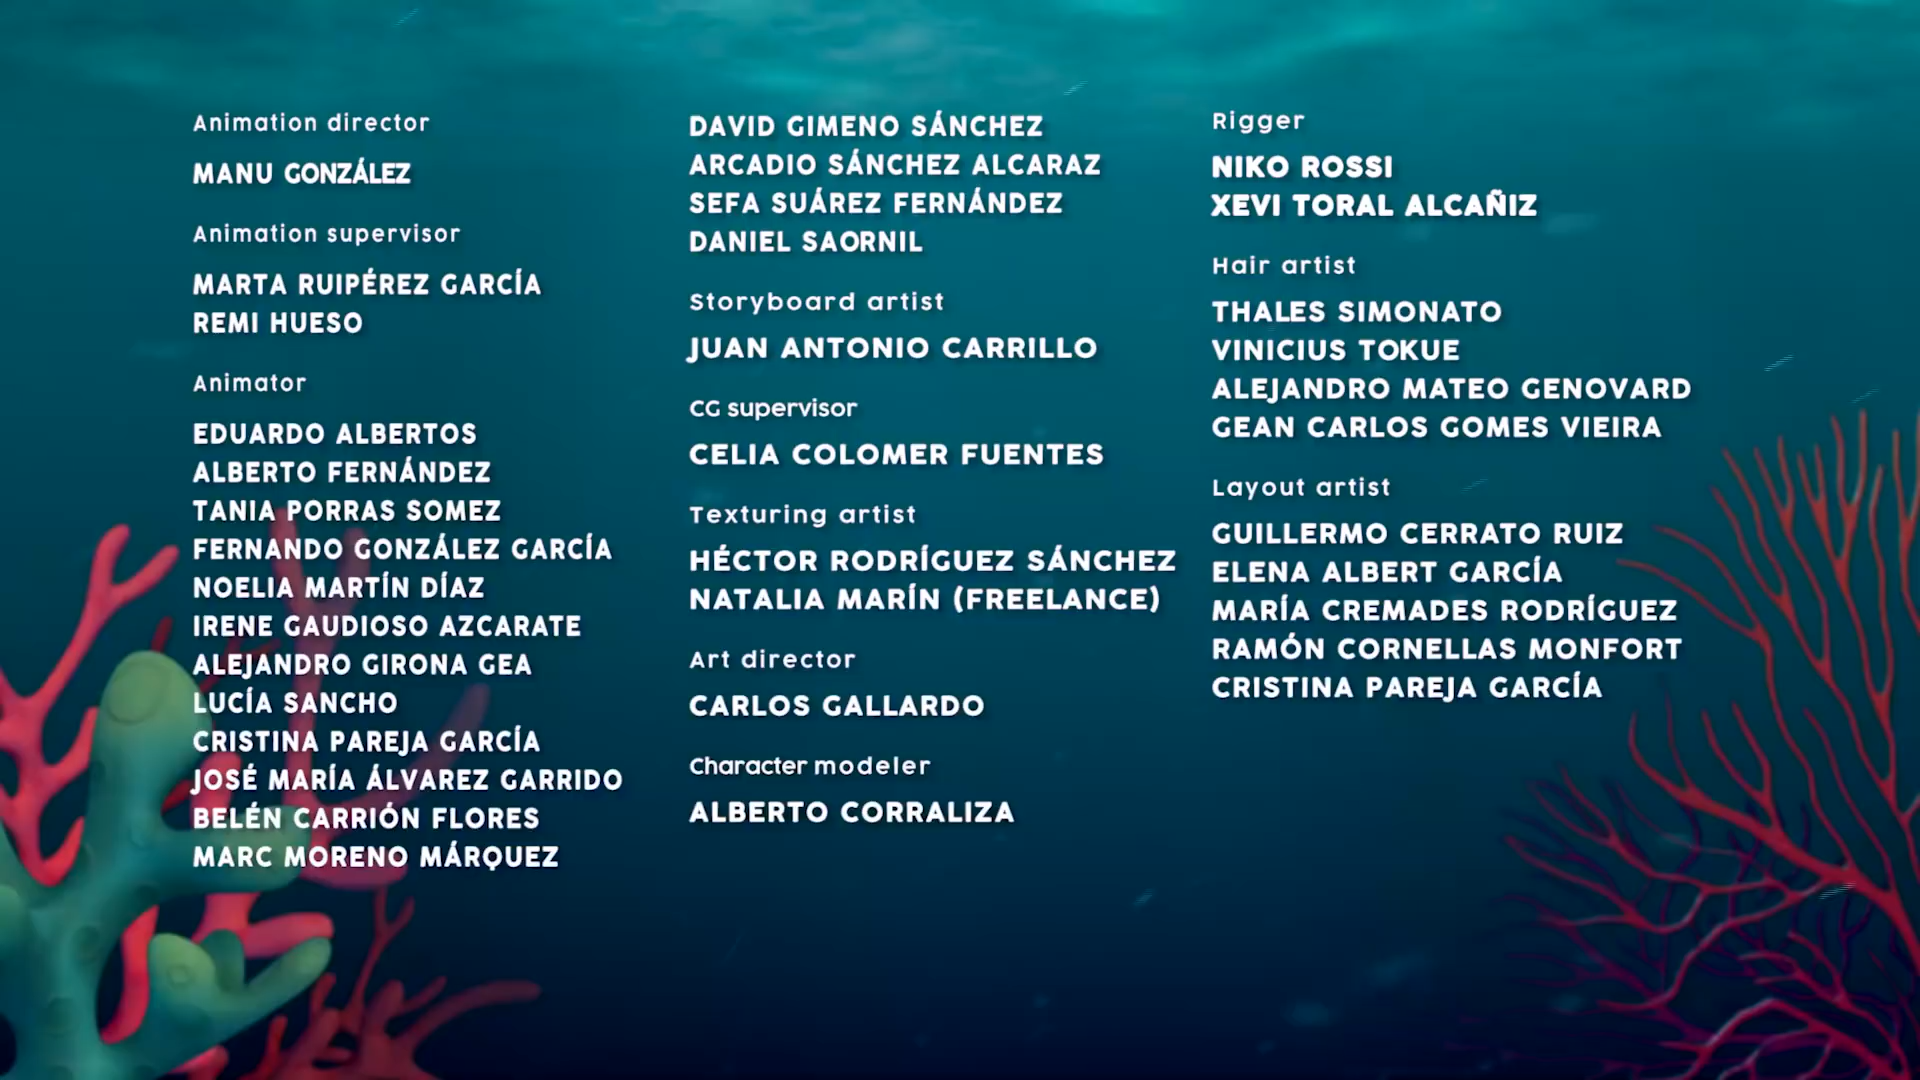 Animation director
MANU GONZÁLEZ
Animation supervisor
MARTA RUIPÉREZ GARCÍA
REMI HUESO
Animator
EDUARDO ALBERTOS
ALBERTO FERNÁNDEZ
TANIA PORRAS SOMEZ
FERNANDO GONZÁLEZ GARCÍA
NOELIA MARTÍN DÍAZ
IRENE GAUDIOSO AZCARATE
ALEJANDRO GIRONA GEA
LUCÍA SANCHO
CRISTINA PAREJA GARCÍA
JOSÉ MARÍA ÁLVAREZ GARRIDO
BELÉN CARRIÓN FLORES
MARC MORENO MÁRQUEZ
DAVID GIMENO SÁNCHEZ
ARCADIO SÁNCHEZ ALCARAZ
SEFA SUÁREZ FERNÁNDEZ
DANIEL SAORNIL
Storyboard artist
JUAN ANTONIO CARRILLO
CG supervisor
CELIA COLOMER FUENTES
Texturing artist
HÉCTOR RODRÍGUEZ SÁNCHEZ
NATALIA MARÍN (FREELANCE)
Art director
CARLOS GALLARDO
Character modeler
ALBERTO CORRALIZA
Rigger
NIKO ROSSI
XEVI TORAL ALCAÑIZ
Hair artist
THALES SIMONATO
VINICIUS TOKUE
ALEJANDRO MATEO GENOVARD
GEAN CARLOS GOMES VIEIRA
Layout artist
GUILLERMO CERRATO RUIZ
ELENA ALBERT GARCÍA
MARÍA CREMADES RODRÍGUEZ
RAMÓN CORNELLAS MONFORT
CRISTINA PAREJA GARCÍA